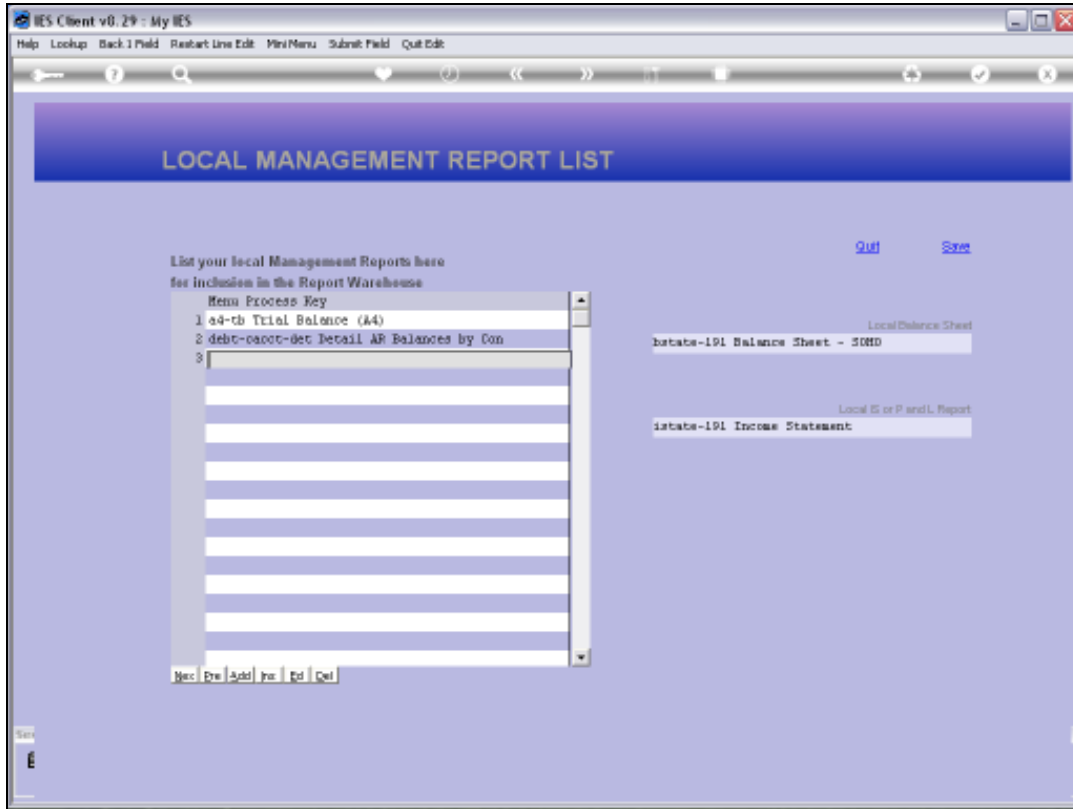 IES Client v8.29 : My IES
Help Lookup Back 1 Field Restart Line Edit Mini Menu Submit Field Quit Edit
LOCAL MANAGEMENT REPORT LIST
Quit Save
List your local Management Reports here
for inclusion in the Report Warehouse
Menu Process Key
1 a4-tb Trial Balance (A4)
2 debt-oacct-det Detail AR Balances by Con
3
Local Balance Sheet
bstate-191 Balance Sheet - SOHO
Local IS or P and L Report
istate-191 Income Statement
Nex Pre Add Ins Ed Del